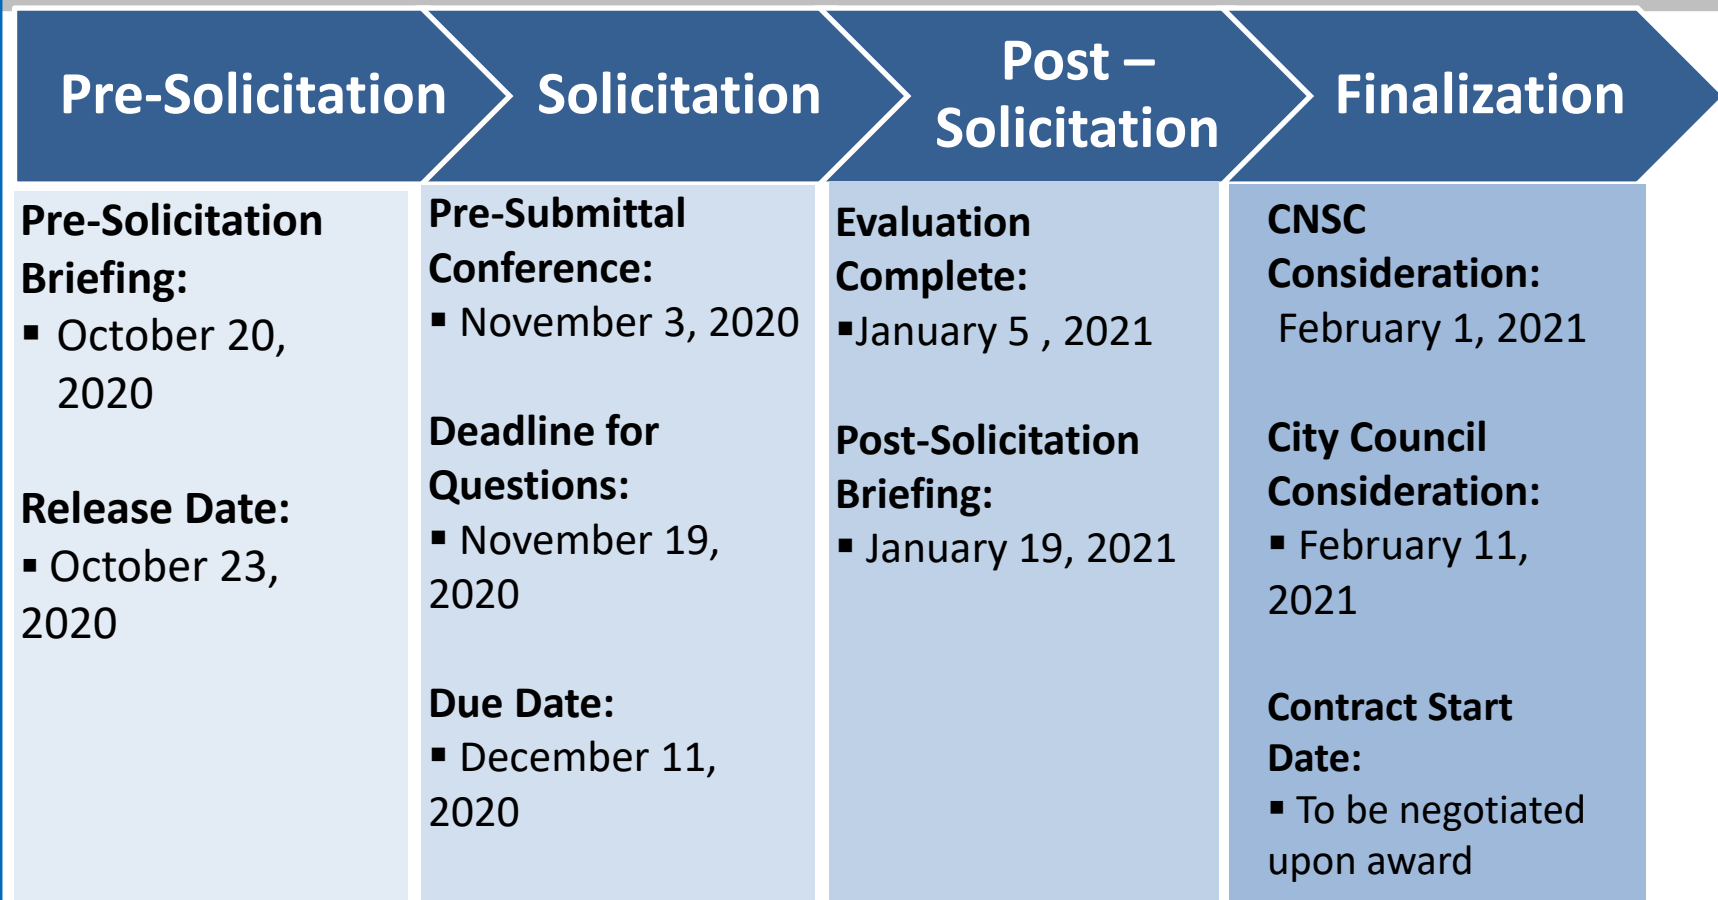 Pre-Solicitation
Solicitation
Post –
Solicitation
Finalization
Pre-Solicitation
Briefing:
▪ October 20,
2020
Release Date:
▪ October 23,
2020
Pre-Submittal
Conference:
▪ November 3, 2020
Deadline for
Questions:
▪ November 19,
2020
Due Date:
▪ December 11,
2020
Evaluation
Complete:
▪January 5 , 2021
Post-Solicitation
Briefing:
▪ January 19, 2021
CNSC
Consideration:
February 1, 2021
City Council
Consideration:
▪ February 11,
2021
Contract Start
Date:
▪ To be negotiated
upon award